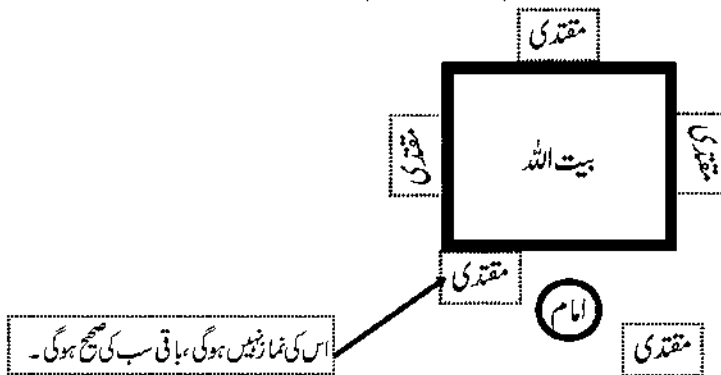 مقتدی
مقتدی
بیت اللہ
مقتدی
مقتدی
امام
اس کی نماز نہیں ہوگی، باقی سب کی صحیح ہوگی۔
مقتدی